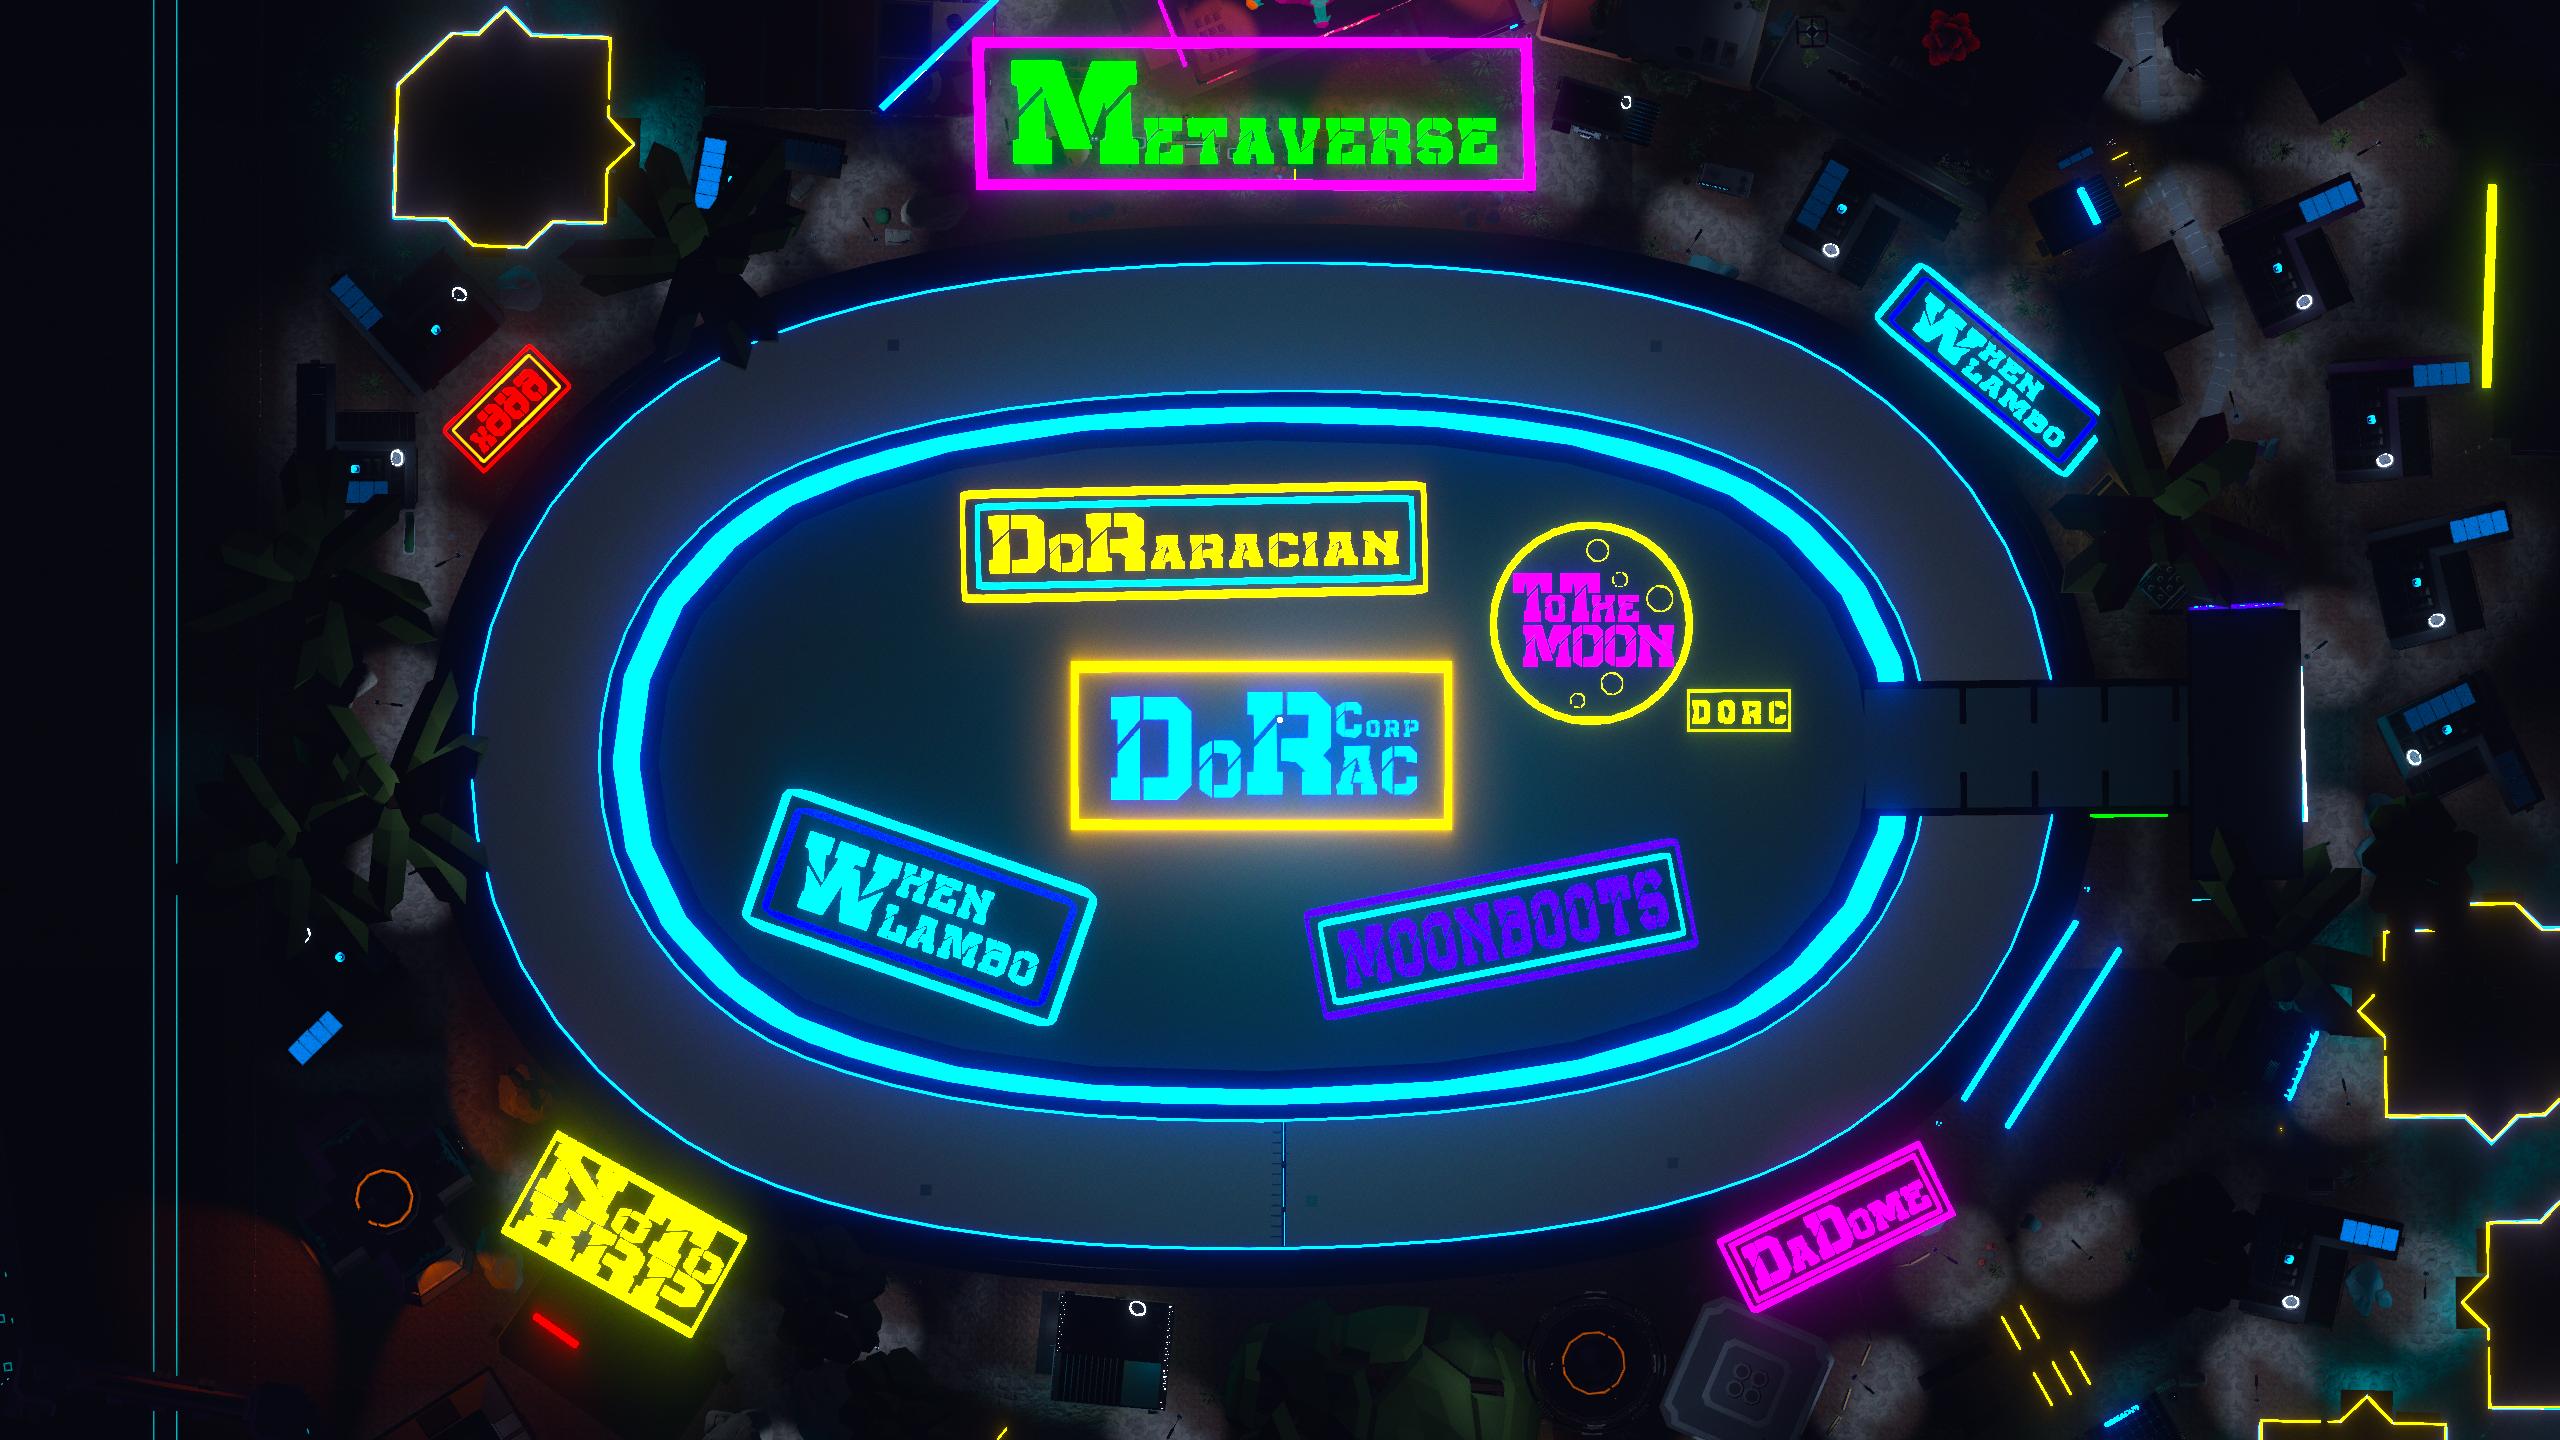 METAVERSE
WHEN
LAMBO
DORARACIAN
TO THE
MOON
DORC
DORAC
CORP
WHEN
LAMBO
MOONBOOTS
DADOME